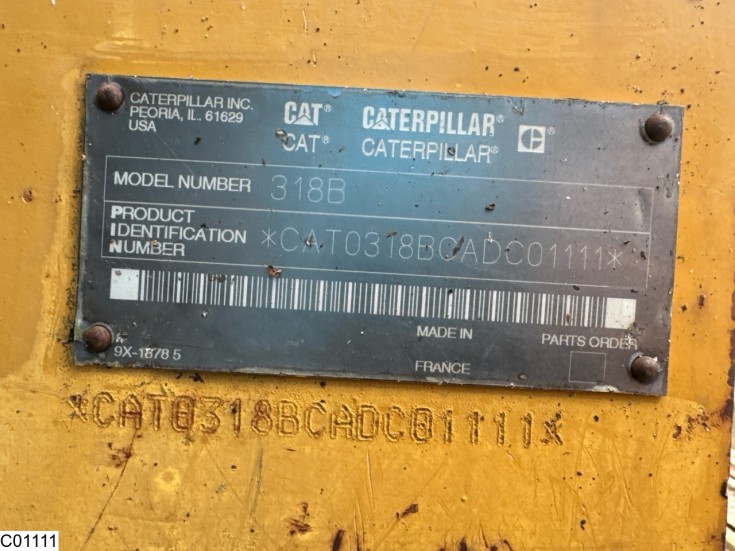 CATERPILLAR INC.
PEORIA, IL. 61629
USA
CAT® CATERPILLAR®
CAT® CATERPILLAR®
MODEL NUMBER 318B
PRODUCT
IDENTIFICATION
NUMBER
*CAT0318BCADC01111*
9X-1878 5
MADE IN
FRANCE
PARTS ORDER
*CAT0318BCADC01111*
C01111